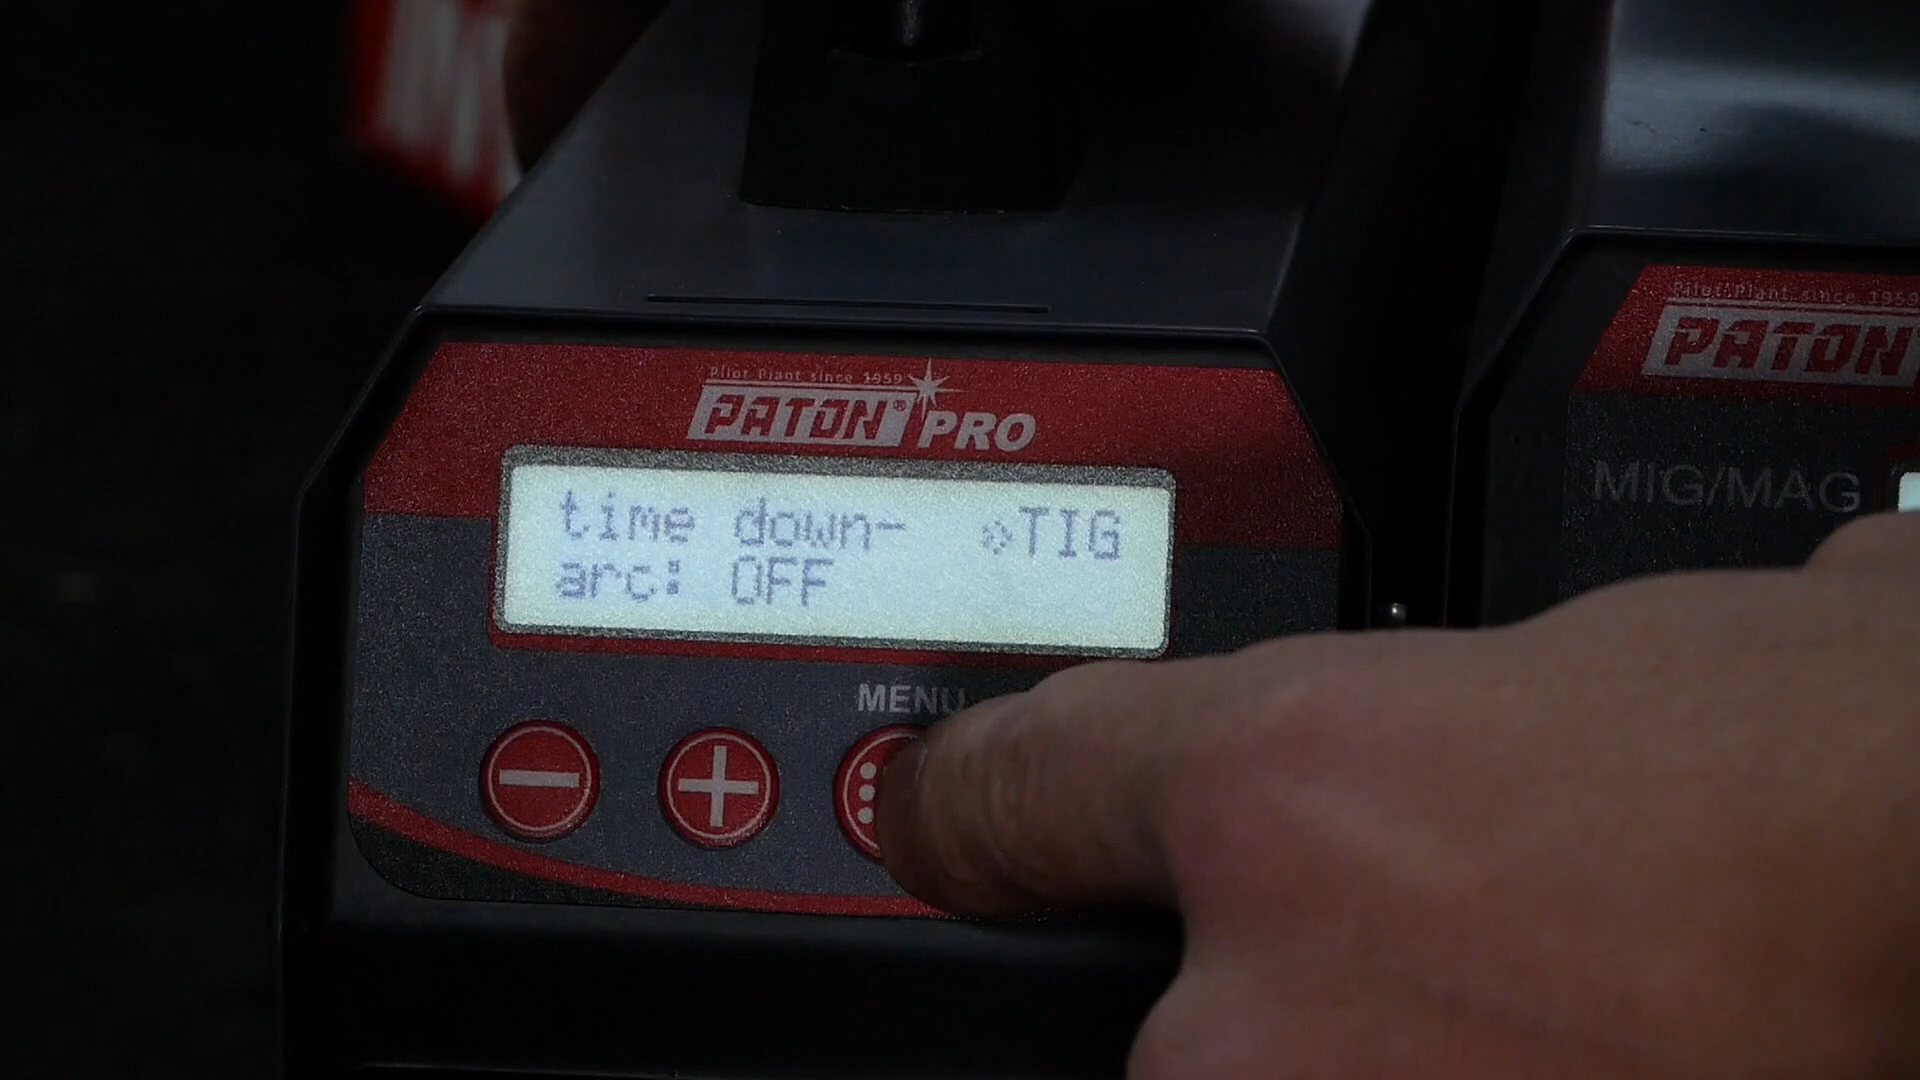 Pilot Plant since 1959
PATON® PRO
time down- TIG
arc: OFF
MENU
Pilot Plant since 1959
PATON
MIG/MAG